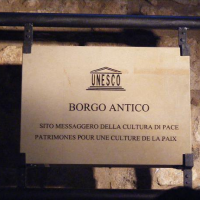 UNESCO
BORGO ANTICO
SITO MESSAGGERO DELLA CULTURA DI PACE
PATRIMONES POUR UNE CULTURE DE LA PAIX